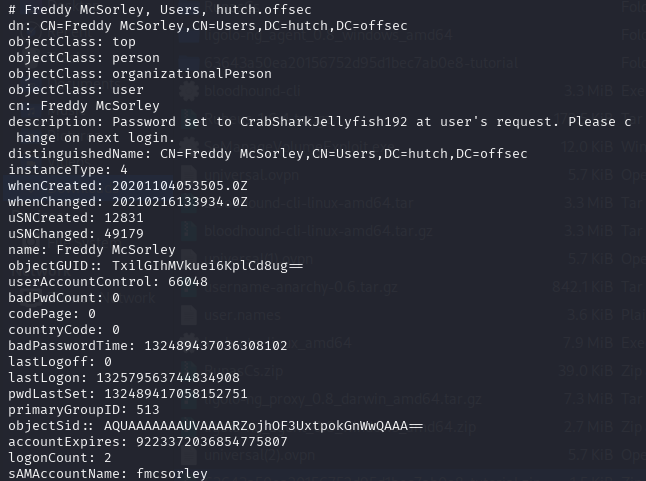 # Freddy McSorley, Users, hutch.offsec
dn: CN=Freddy McSorley,CN=Users,DC=hutch,DC=offsec
objectClass: top
objectClass: person
objectClass: organizationalPerson
objectClass: user
cn: Freddy McSorley
description: Password set to CrabSharkJellyfish192 at user's request. Please c
 hange on next login.
distinguishedName: CN=Freddy McSorley,CN=Users,DC=hutch,DC=offsec
instanceType: 4
whenCreated: 20201104053505.0Z
whenChanged: 20210216133934.0Z
uSNCreated: 12831
uSNChanged: 49179
name: Freddy McSorley
objectGUID:: TxilGIhMVkuei6KplCd8ug==
userAccountControl: 66048
badPwdCount: 0
codePage: 0
countryCode: 0
badPasswordTime: 132489437036308102
lastLogoff: 0
lastLogon: 132579563744834908
pwdLastSet: 132489417058152751
primaryGroupID: 513
objectSid:: AQUAAAAAAAUVAAAARZojhOF3UxtpokGnWwQAAA==
accountExpires: 9223372036854775807
logonCount: 2
sAMAccountName: fmcsorley